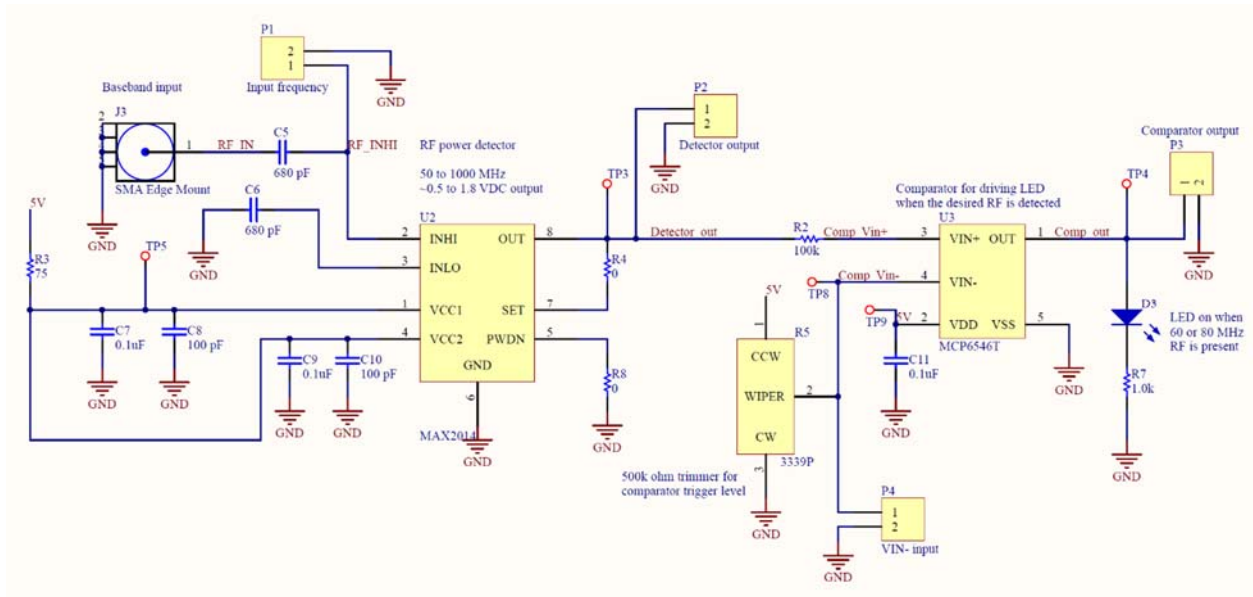 P1
2
1
Input frequency
GND
Baseband input
J3
2
1
SMA Edge Mount
GND
RF_IN
C5
680 pF
RF_INHI
C6
680 pF
GND
RF power detector
50 to 1000 MHz
~0.5 to 1.8 VDC output
U2
2
INHI
OUT
8
3
INLO
1
VCC1
SET
7
4
VCC2
PWDN
5
GND
6
MAX2014
GND
5V
R3
75
TP5
C7
0.1uF
GND
C8
100 pF
GND
C9
0.1uF
GND
C10
100 pF
GND
P2
1
2
Detector output
GND
TP3
Detector_out
R4
0
R8
0
GND
R2
100k
Comp_Vin+
Comp_Vin-
TP8
5V
TP9
5V
1
R5
CCW
WIPER
2
CW
3
3339P
GND
500k ohm trimmer for
comparator trigger level
C11
0.1uF
GND
Comparator for driving LED
when the desired RF is detected
U3
3
VIN+
OUT
1
4
VIN-
2
VDD
VSS
5
MCP6546T
GND
P4
1
2
VIN- input
GND
Comp_out
TP4
Comparator output
P3
1
2
GND
D3
LED on when
60 or 80 MHz
RF is present
R7
1.0k
GND